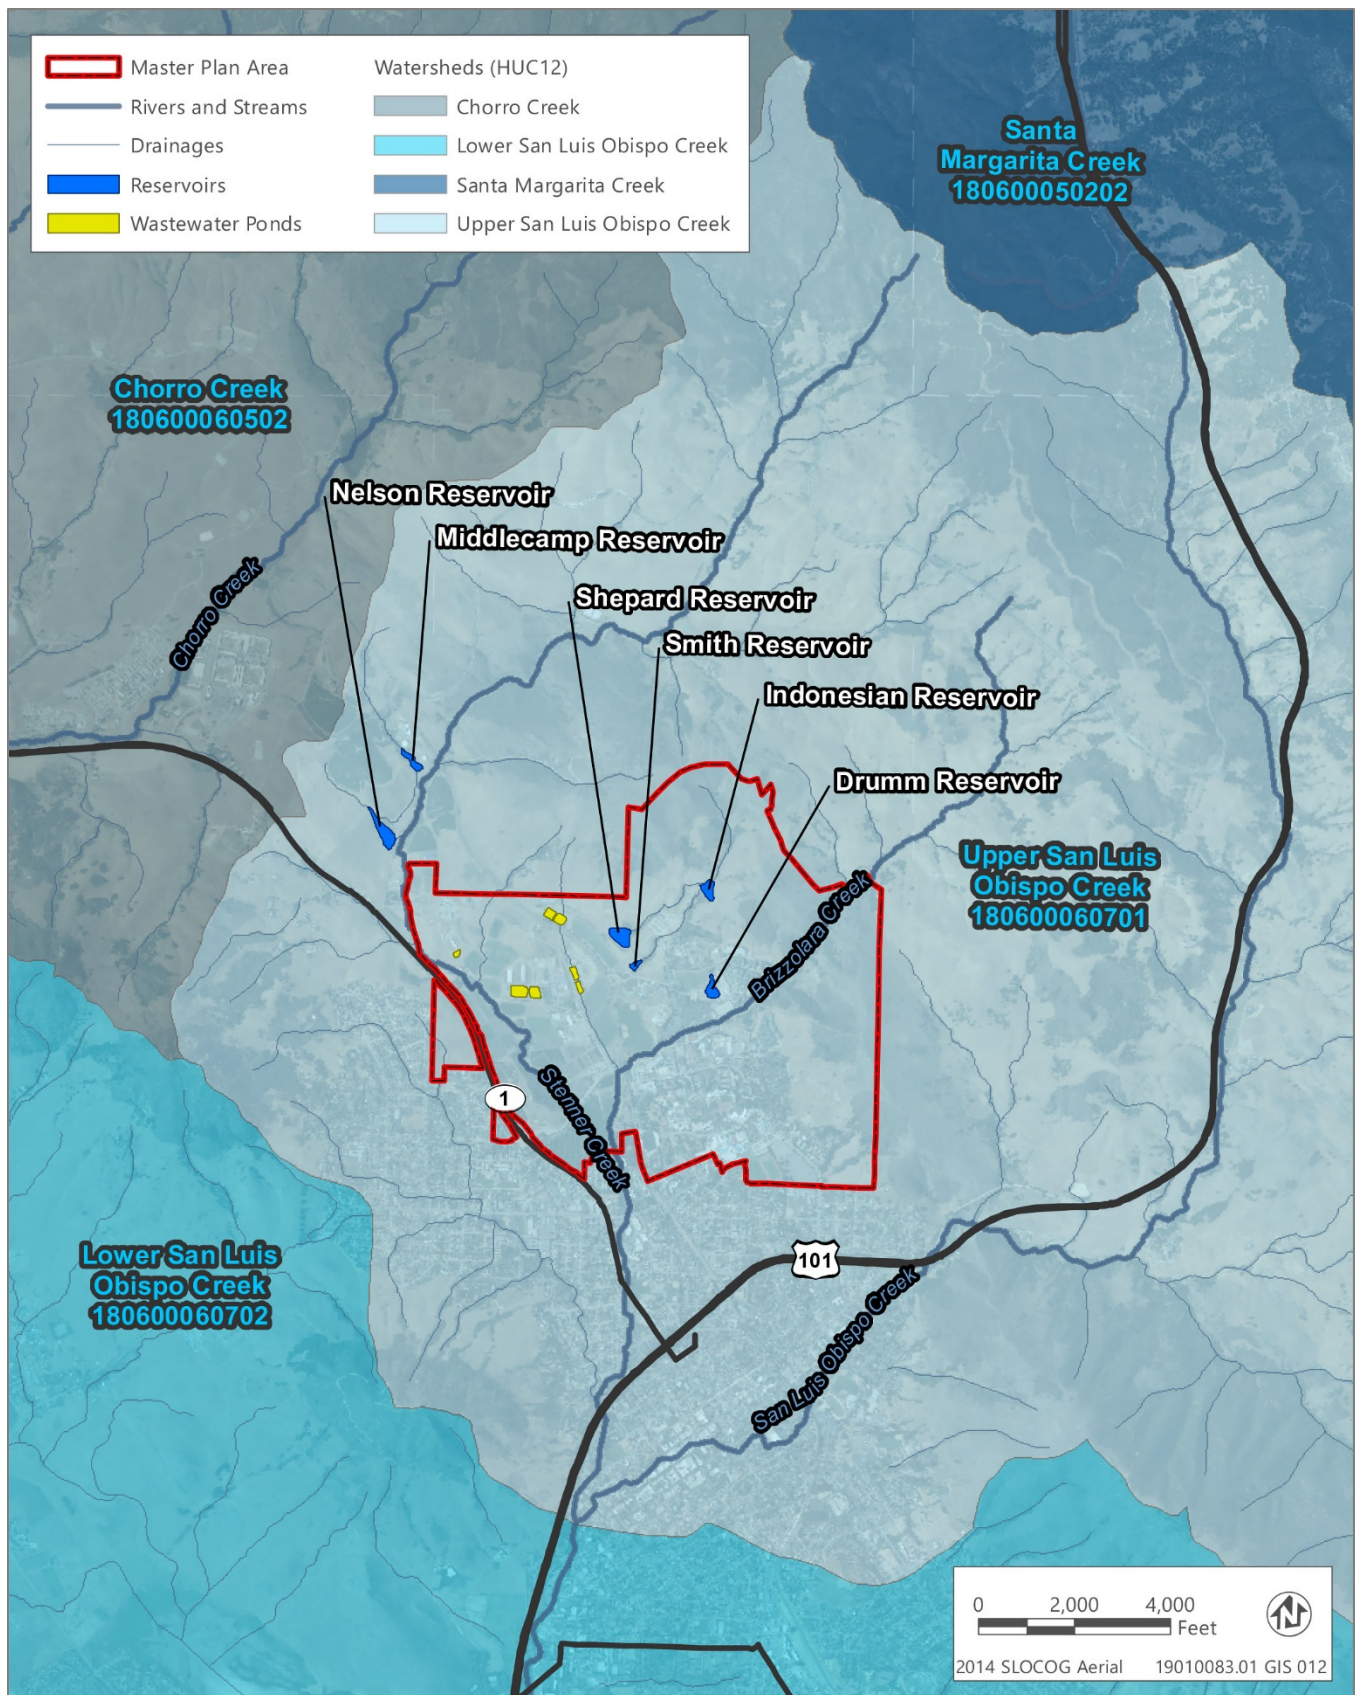 Master Plan Area
Rivers and Streams
Drainages
Reservoirs
Wastewater Ponds
Watersheds (HUC12)
Chorro Creek
Lower San Luis Obispo Creek
Santa Margarita Creek
Upper San Luis Obispo Creek
Santa
Margarita Creek
180600050202
Chorro Creek
180600060502
Nelson Reservoir
Middlecamp Reservoir
Shepard Reservoir
Smith Reservoir
Indonesian Reservoir
Drumm Reservoir
Chorro Creek
Upper San Luis
Obispo Creek
180600060701
Brizzolara Creek
Stenner Creek
1
Lower San Luis
Obispo Creek
180600060702
101
San Luis Obispo Creek
0 2,000 4,000
Feet
N
2014 SLOCOG Aerial 19010083.01 GIS 012